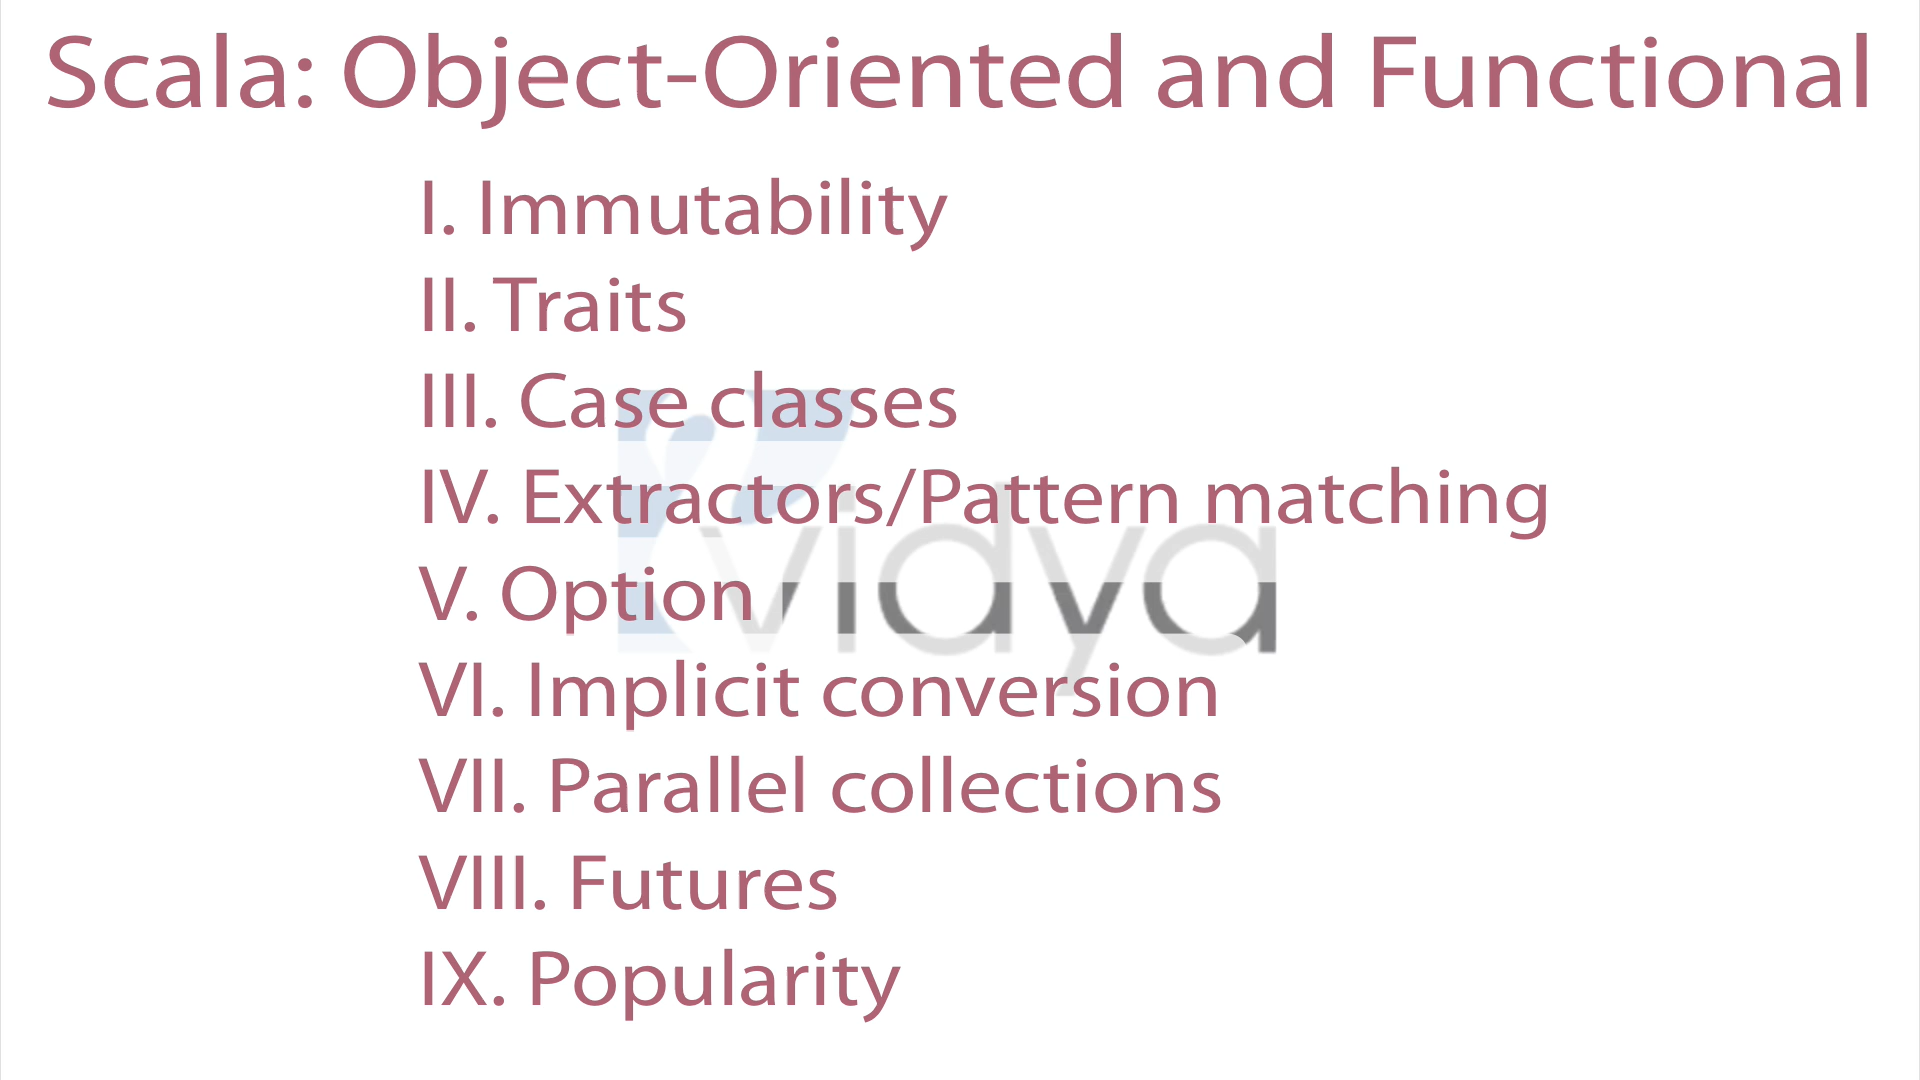 Scala: Object-Oriented and Functional
I. Immutability
II. Traits
III. Case classes
IV. Extractors/Pattern matching
V. Option
vidya
VI. Implicit conversion
VII. Parallel collections
VIII. Futures
IX. Popularity